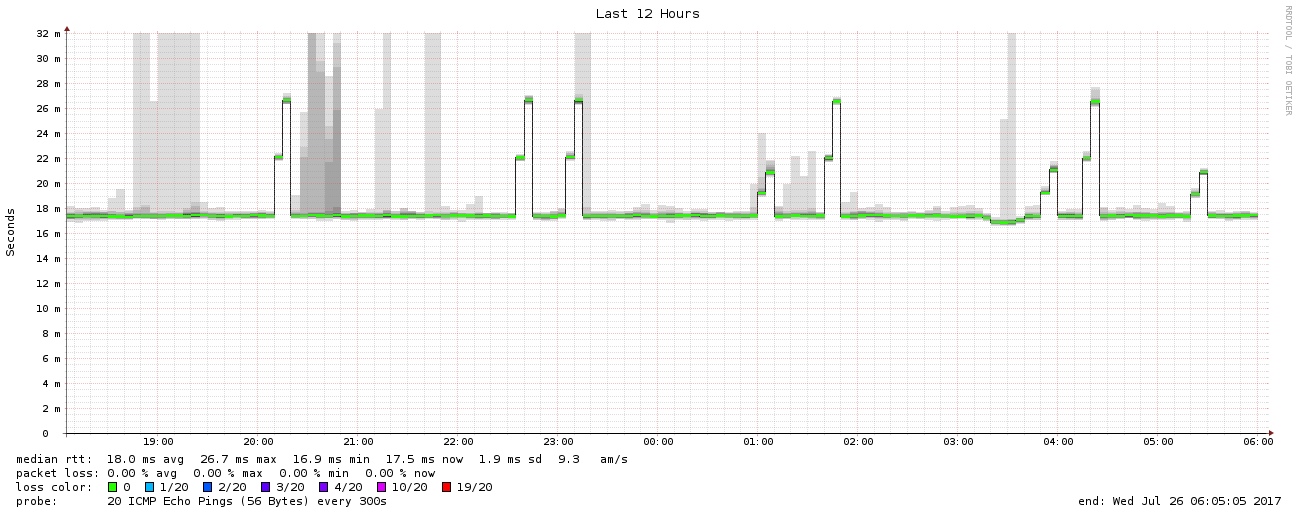 Last 12 Hours
RRDTOOL / TOBI OETIKER
Seconds
32 m
30 m
28 m
26 m
24 m
22 m
20 m
18 m
16 m
14 m
12 m
10 m
8 m
6 m
4 m
2 m
0
19:00 20:00 21:00 22:00 23:00 00:00 01:00 02:00 03:00 04:00 05:00 06:00
median rtt: 18.0 ms avg 26.7 ms max 16.9 ms min 17.5 ms now 1.9 ms sd 9.3 am/s
packet loss: 0.00 % avg 0.00 % max 0.00 % min 0.00 % now
loss color: 0 1/20 2/20 3/20 4/20 10/20 19/20
probe: 20 ICMP Echo Pings (56 Bytes) every 300s end: Wed Jul 26 06:05:05 2017